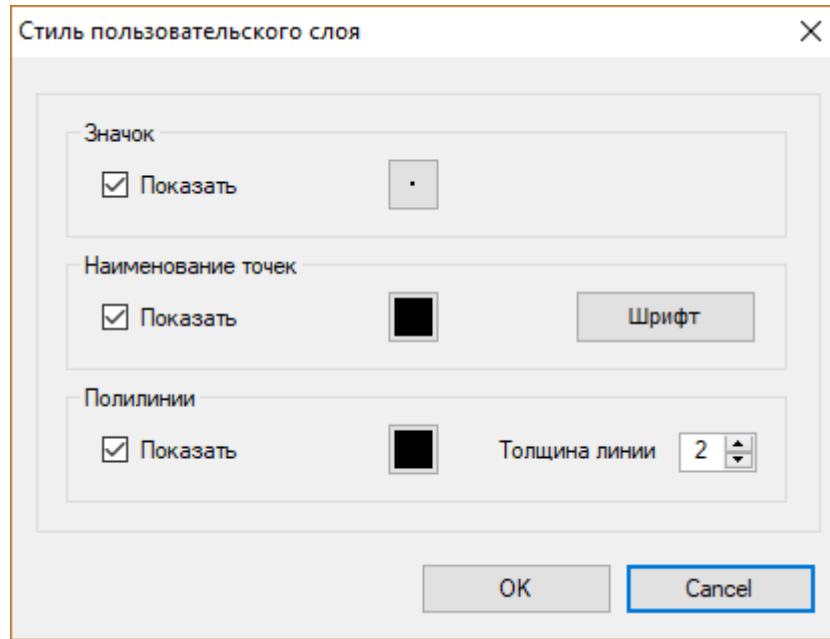 Стиль пользовательского слоя
Значок
Показать
Наименование точек
Показать
Шрифт
Полилинии
Показать
Толщина линии 2
OK
Cancel